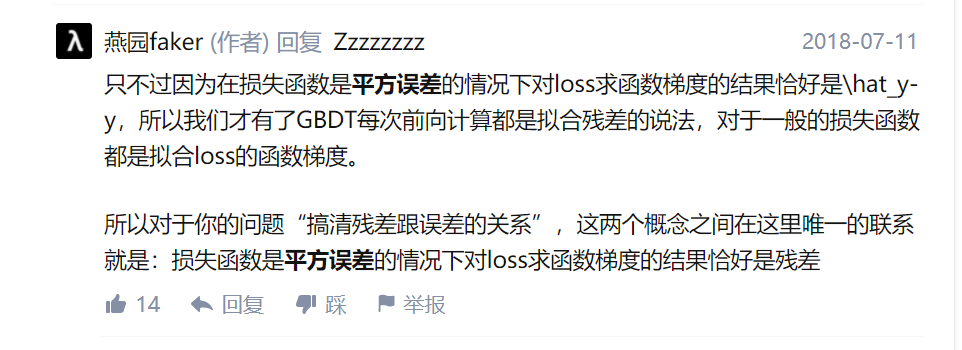 λ 燕园faker (作者) 回复 Zzzzzzzz 2018-07-11
只不过因为在损失函数是平方误差的情况下对loss求函数梯度的结果恰好是\hat_y-
y，所以我们才有了GBDT每次前向计算都是拟合残差的说法，对于一般的损失函数
都是拟合loss的函数梯度。
所以对于你的问题“搞清残差跟误差的关系”，这两个概念之间在这里唯一的联系
就是：损失函数是平方误差的情况下对loss求函数梯度的结果恰好是残差
14 回复 踩 举报